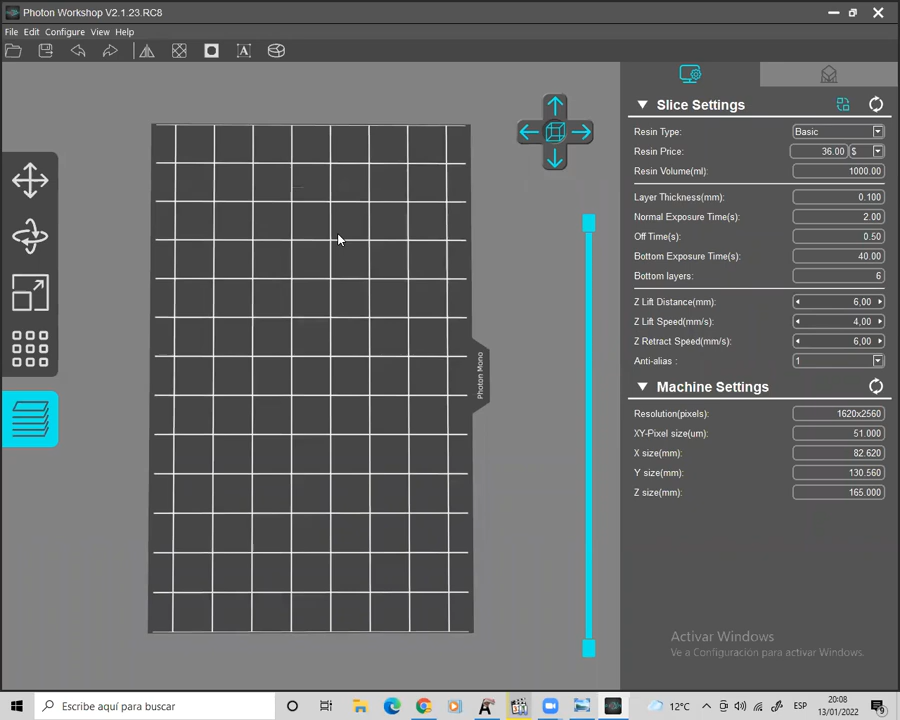 Photon Workshop V2.1.23.RC8
File Edit Configure View Help
A
Photon Mono
Slice Settings
Resin Type: Basic
Resin Price: 36.00 $
Resin Volume(ml): 1000.00
Layer Thickness(mm): 0.100
Normal Exposure Time(s): 2.00
Off Time(s): 0.50
Bottom Exposure Time(s): 40.00
Bottom layers: 6
Z Lift Distance(mm): 6,00
Z Lift Speed(mm/s): 4,00
Z Retract Speed(mm/s): 6,00
Anti-alias : 1
Machine Settings
Resolution(pixels): 1620x2560
XY-Pixel size(um): 51.000
X size(mm): 82.620
Y size(mm): 130.560
Z size(mm): 165.000
Activar Windows
Ve a Configuración para activar Windows.
Escribe aquí para buscar
12°C
ESP
20:08
13/01/2022